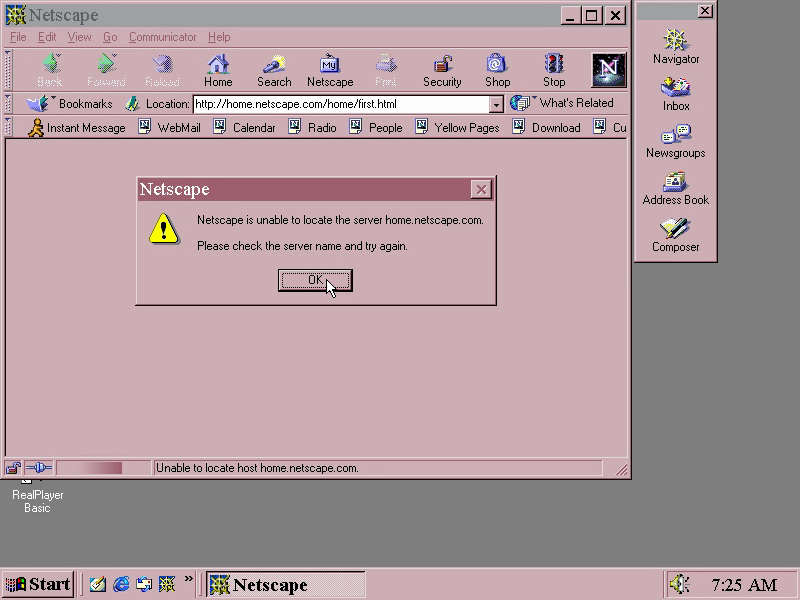 Netscape
File Edit View Go Communicator Help
Back Forward Reload Home Search Netscape Print Security Shop Stop
My
N
Bookmarks Location: http://home.netscape.com/home/first.html What's Related
Instant Message WebMail Calendar Radio People Yellow Pages Download Cu
Netscape
Netscape is unable to locate the server home.netscape.com.
Please check the server name and try again.
OK
Unable to locate host home.netscape.com.
Navigator
Inbox
Newsgroups
Address Book
Composer
RealPlayer
Basic
Start Netscape 7:25 AM